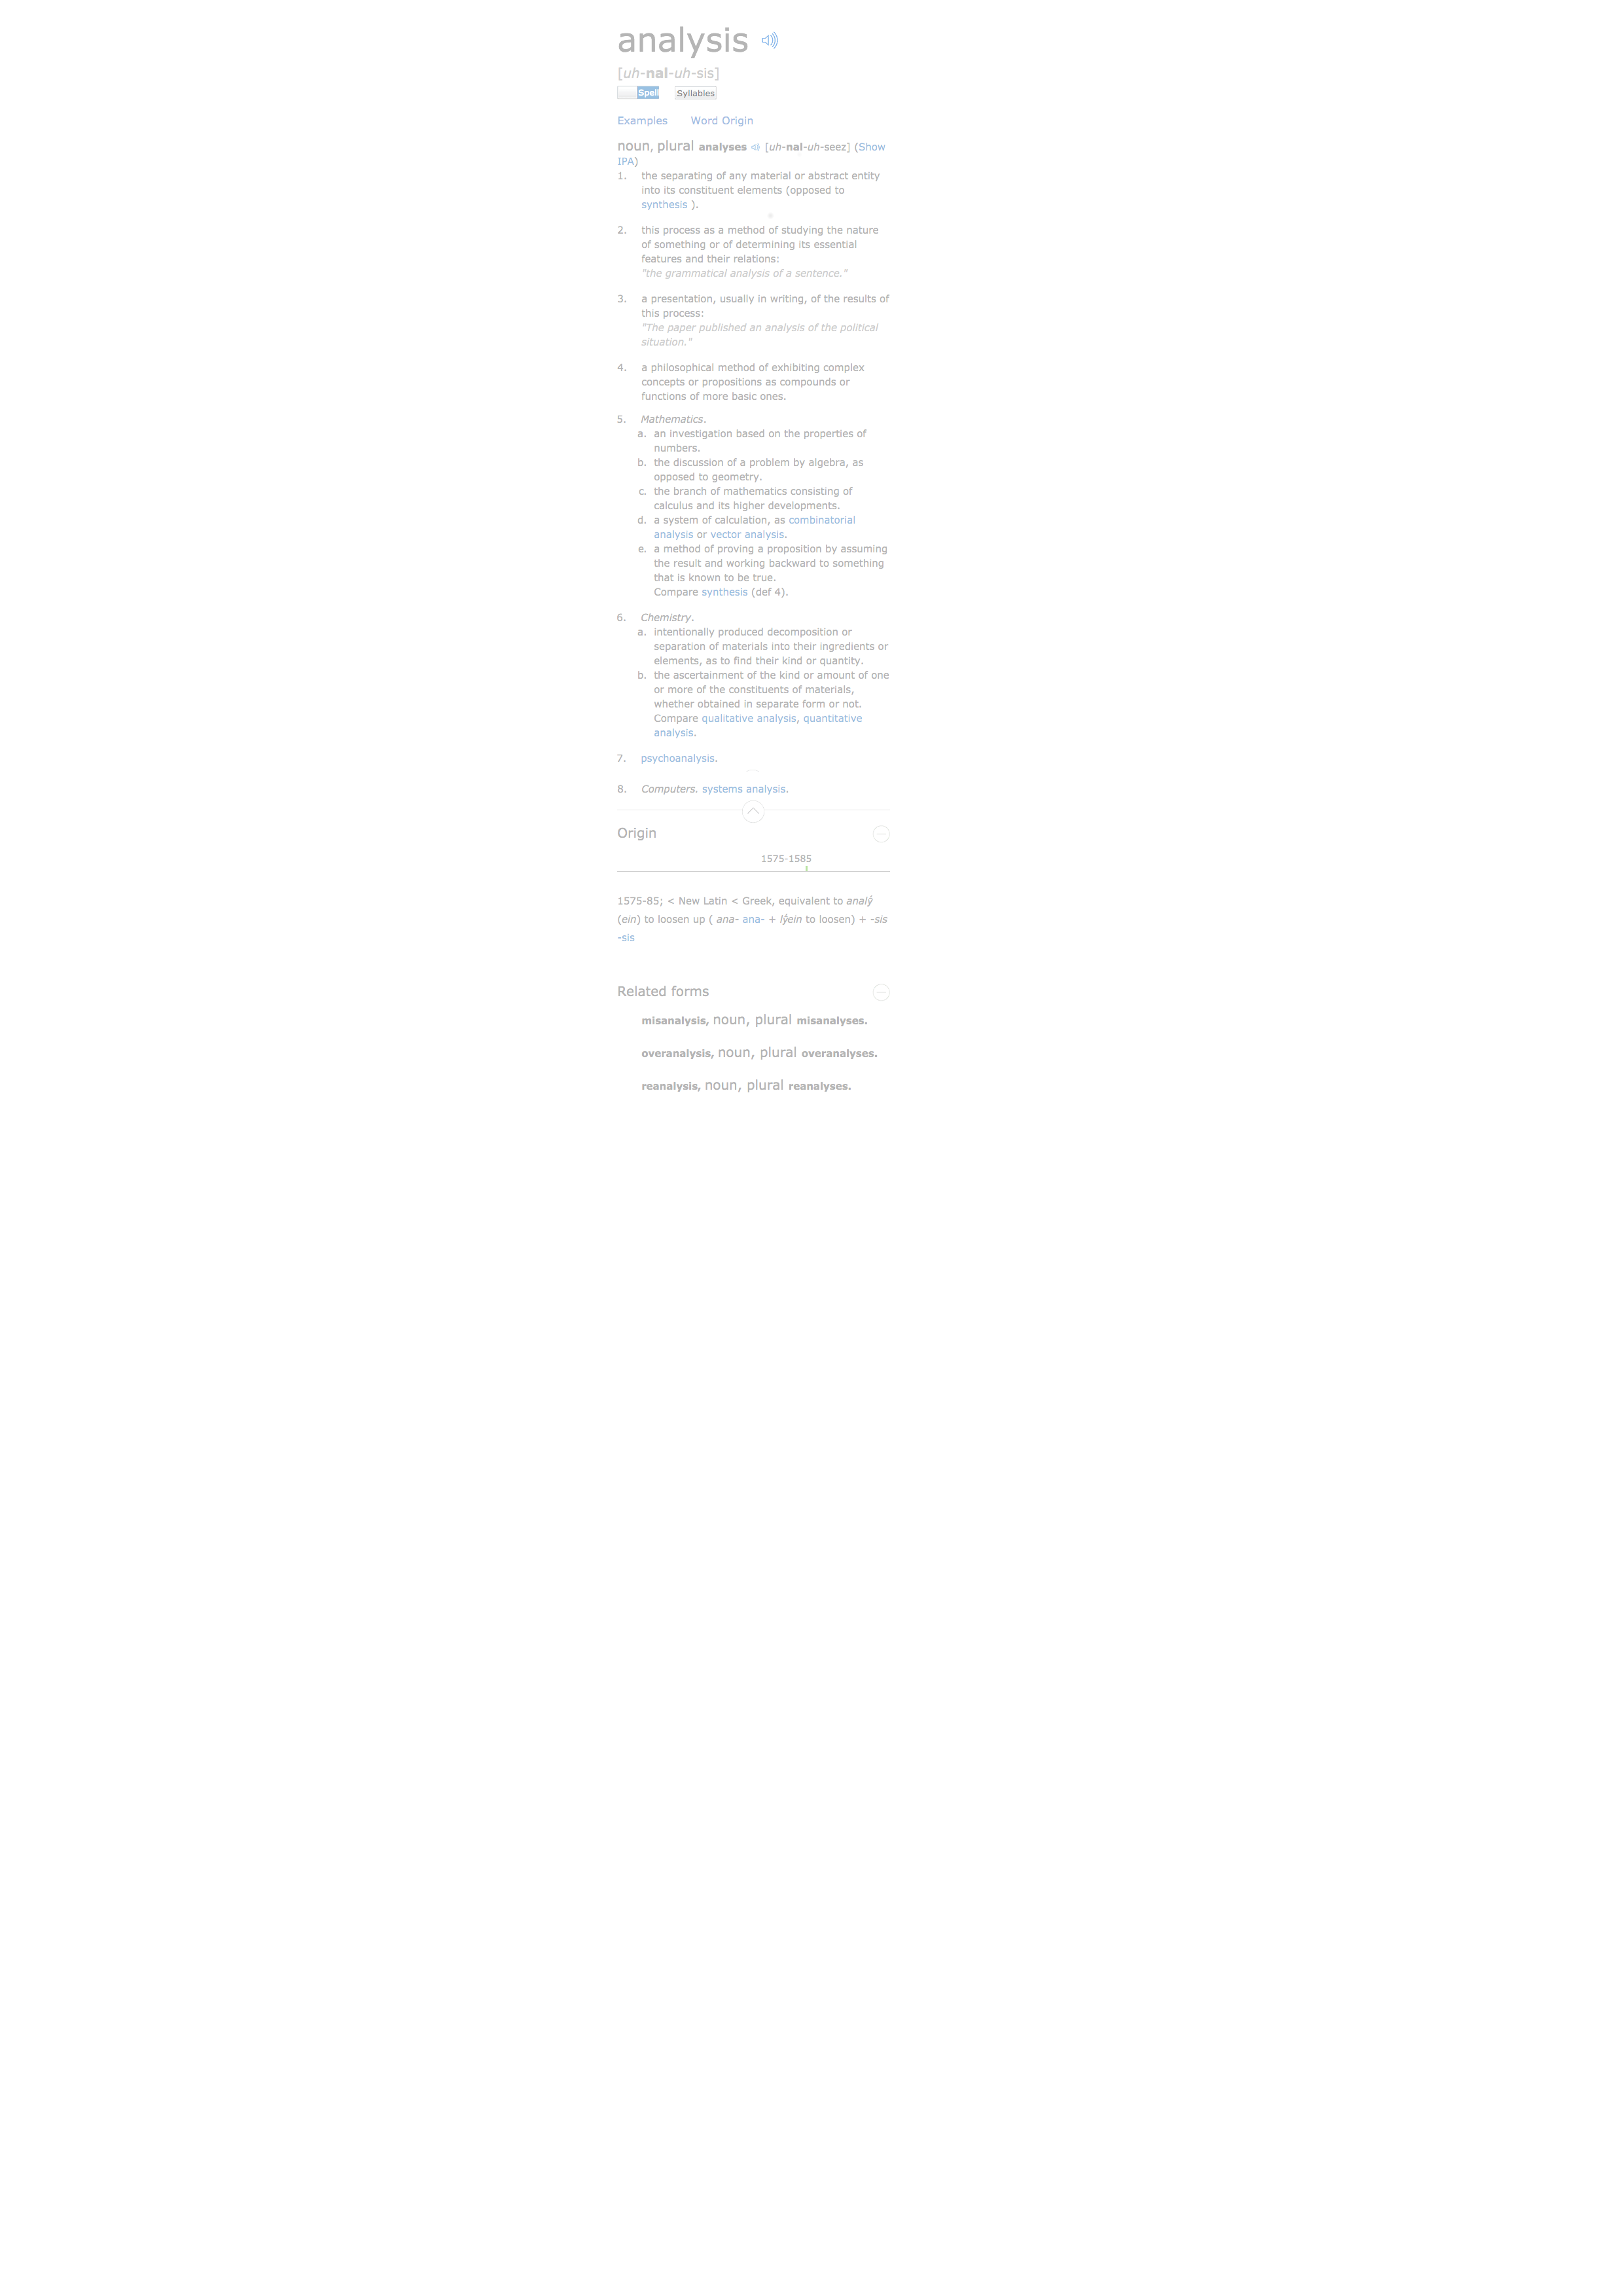 analysis
[uh-nal-uh-sis]
Spell Syllables
Examples Word Origin
noun, plural analyses [uh-nal-uh-seez] (Show
IPA)
1. the separating of any material or abstract entity
into its constituent elements (opposed to
synthesis ).
2. this process as a method of studying the nature
of something or of determining its essential
features and their relations:
"the grammatical analysis of a sentence."
3. a presentation, usually in writing, of the results of
this process:
"The paper published an analysis of the political
situation."
4. a philosophical method of exhibiting complex
concepts or propositions as compounds or
functions of more basic ones.
5. Mathematics.
a. an investigation based on the properties of
numbers.
b. the discussion of a problem by algebra, as
opposed to geometry.
c. the branch of mathematics consisting of
calculus and its higher developments.
d. a system of calculation, as combinatorial
analysis or vector analysis.
e. a method of proving a proposition by assuming
the result and working backward to something
that is known to be true.
Compare synthesis (def 4).
6. Chemistry.
a. intentionally produced decomposition or
separation of materials into their ingredients or
elements, as to find their kind or quantity.
b. the ascertainment of the kind or amount of one
or more of the constituents of materials,
whether obtained in separate form or not.
Compare qualitative analysis, quantitative
analysis.
7. psychoanalysis.
8. Computers. systems analysis.
Origin
1575-1585
1575-85; < New Latin < Greek, equivalent to analȳ́
(ein) to loosen up ( ana- ana- + lȳ́ein to loosen) + -sis
-sis
Related forms
misanalysis, noun, plural misanalyses.
overanalysis, noun, plural overanalyses.
reanalysis, noun, plural reanalyses.